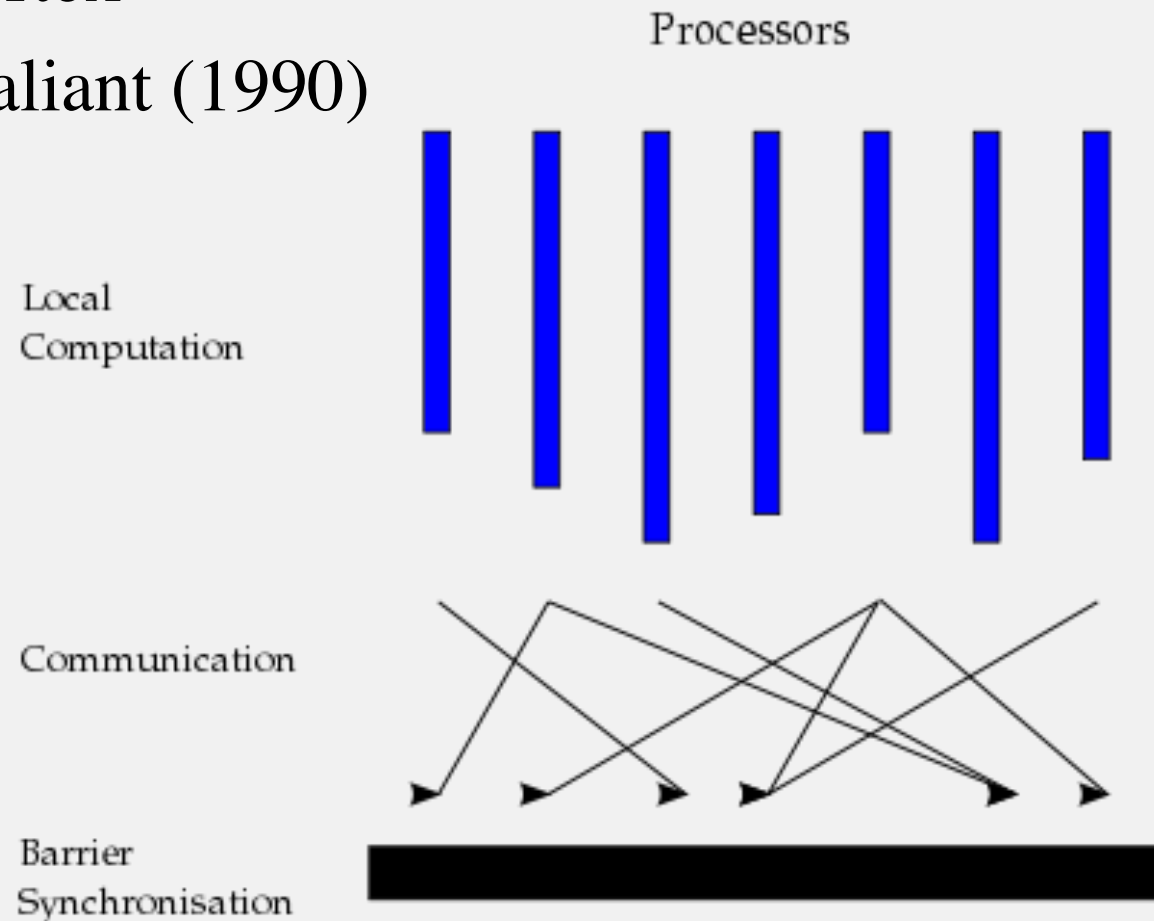 aliant (1990)
Processors
Local
Computation
Communication
Barrier
Synchronisation